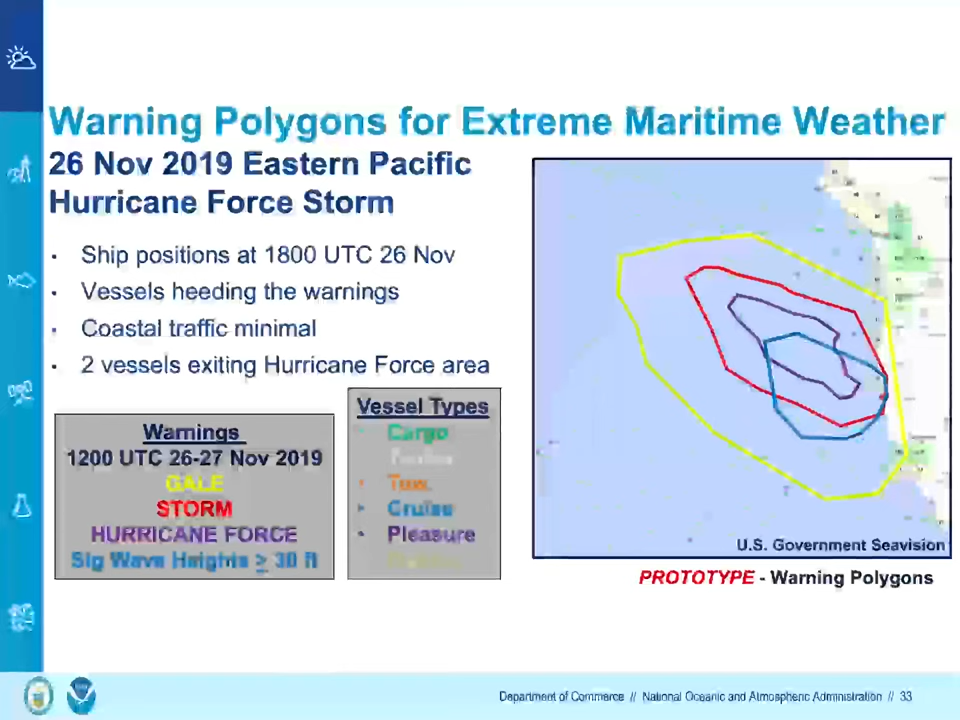 Warning Polygons for Extreme Maritime Weather
26 Nov 2019 Eastern Pacific
Hurricane Force Storm
• Ship positions at 1800 UTC 26 Nov
• Vessels heeding the warnings
• Coastal traffic minimal
• 2 vessels exiting Hurricane Force area
Warnings
1200 UTC 26-27 Nov 2019
GALE
STORM
HURRICANE FORCE
Sig Wave Heights ≥ 30 ft
Vessel Types
• Cargo
• Tow
• Cruise
• Pleasure
U.S. Government Seavision
PROTOTYPE - Warning Polygons
Department of Commerce // National Oceanic and Atmospheric Administration // 33